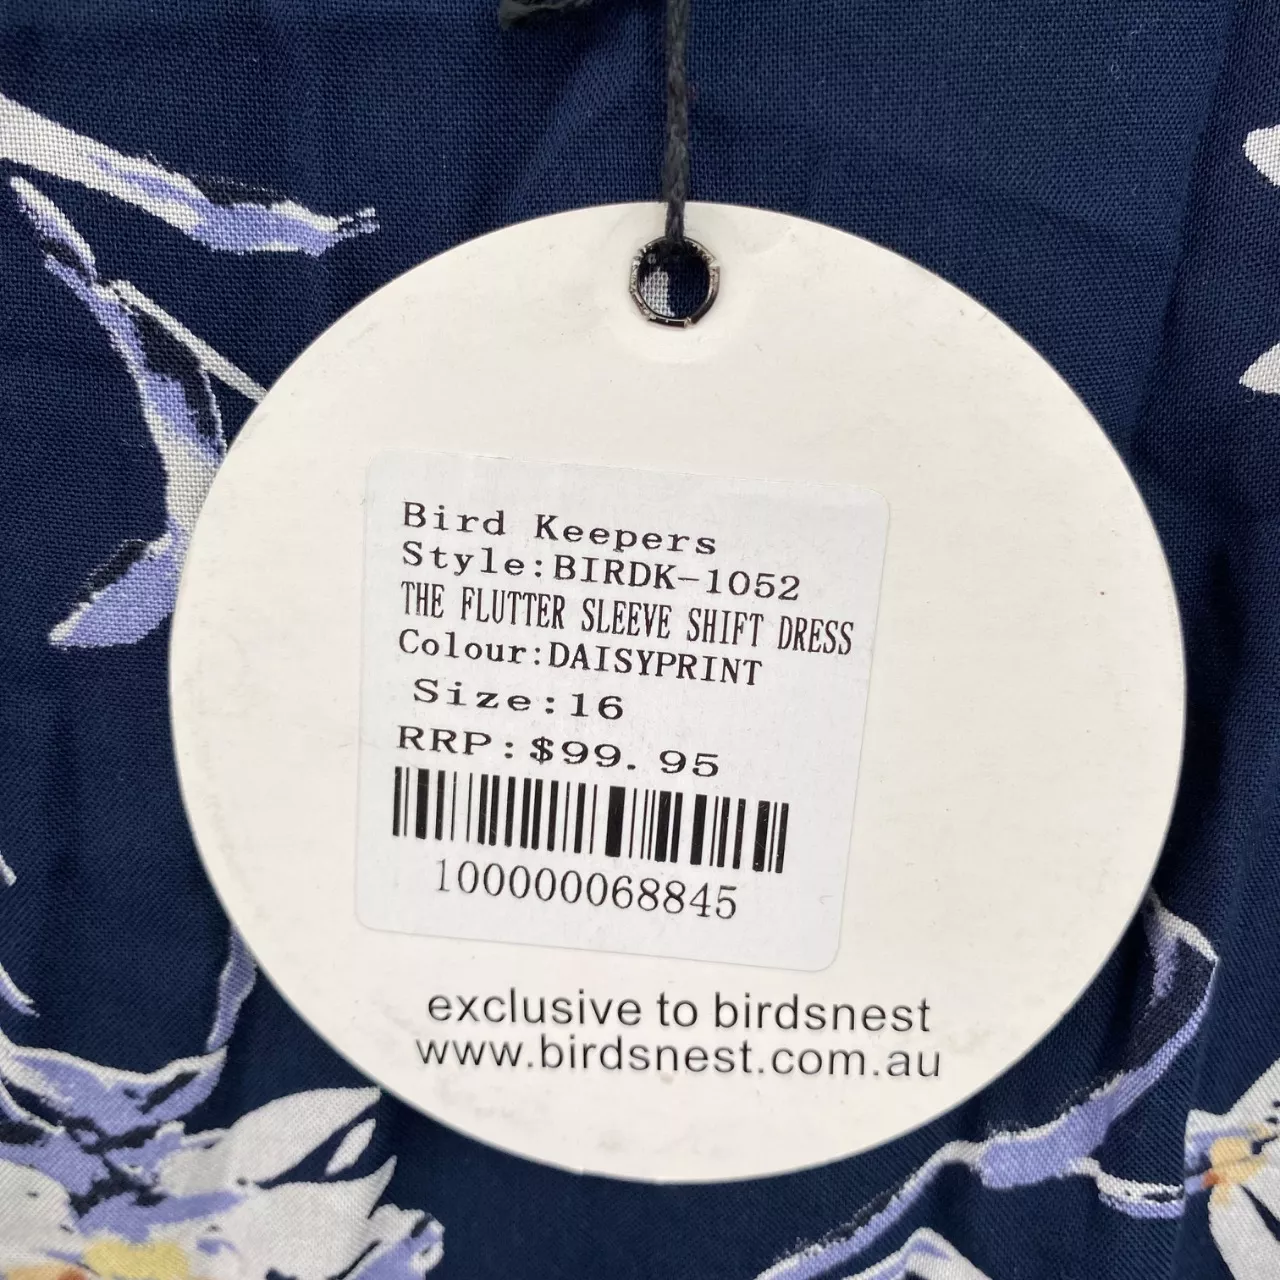 Bird Keepers
Style:BIRDK-1052
THE FLUTTER SLEEVE SHIFT DRESS
Colour:DAISYPRINT
Size:16
RRP:$99.95
100000068845
exclusive to birdsnest
www.birdsnest.com.au